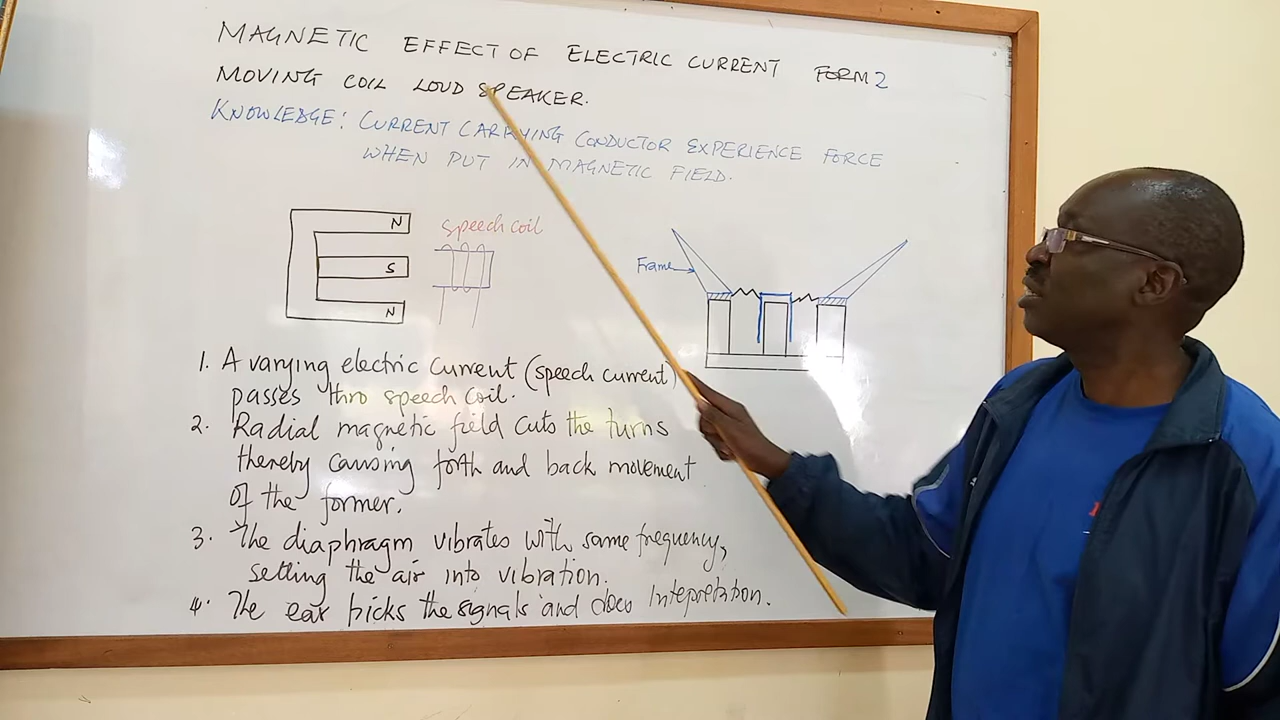 MAGNETIC EFFECT OF ELECTRIC CURRENT FORM 2
MOVING COIL LOUD SPEAKER.
KNOWLEDGE: CURRENT CARRYING CONDUCTOR EXPERIENCE FORCE
WHEN PUT IN MAGNETIC FIELD.
N
speech coil
S
N
Frame
1. A varying electric current (speech current)
passes thro speech coil.
2. Radial magnetic field cuts the turns
thereby causing forth and back movement
of the former.
3. The diaphragm vibrates with same frequency,
setting the air into vibration.
4. The ear picks the signals and does Intepretation.